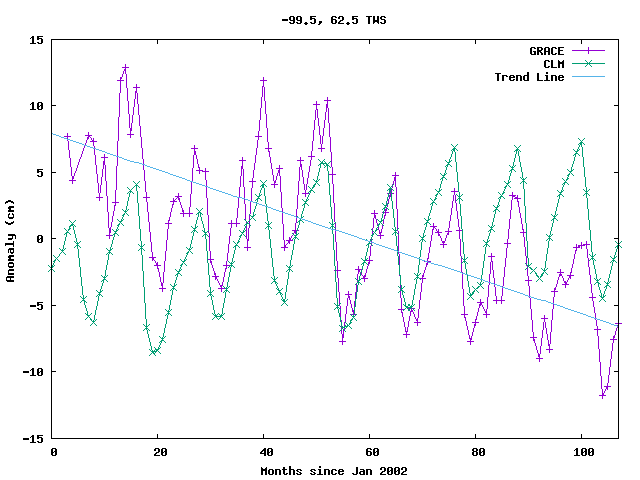 -99.5, 62.5 TWS
GRACE
CLM
Trend Line
15
10
5
0
-5
-10
-15
Anomaly (cm)
0 20 40 60 80 100
Months since Jan 2002